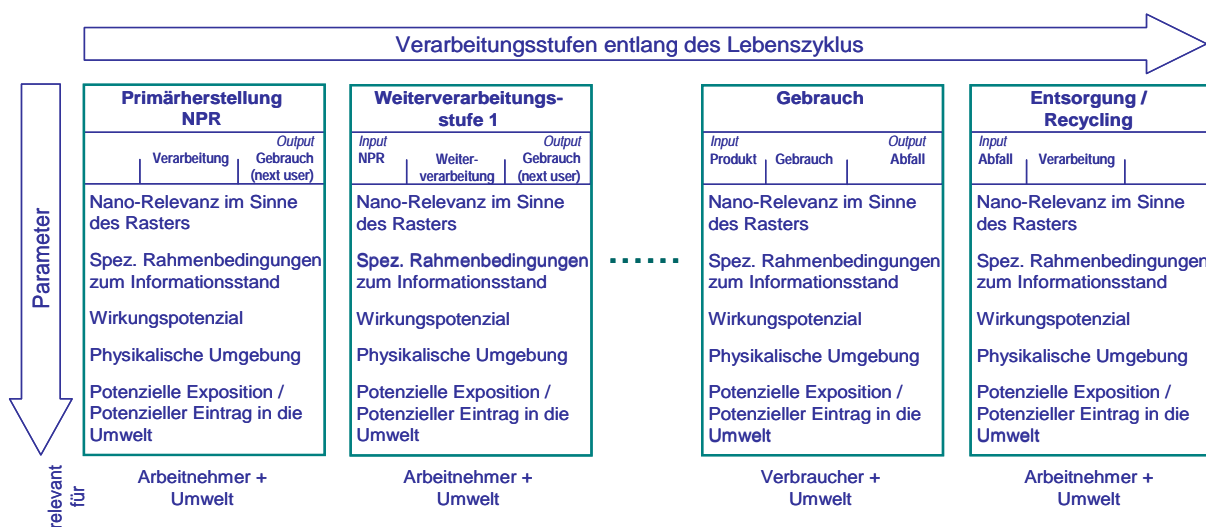 Verarbeitungsstufen entlang des Lebenszyklus
Parameter
relevant
für
Primärherstellung
NPR
Output
Verarbeitung
Gebrauch
(next user)
Nano-Relevanz im Sinne
des Rasters
Spez. Rahmenbedingungen
zum Informationsstand
Wirkungspotenzial
Physikalische Umgebung
Potenzielle Exposition /
Potenzieller Eintrag in die
Umwelt
Arbeitnehmer +
Umwelt
Weiterverarbeitungs-
stufe 1
Input
Output
NPR
Weiter-
verarbeitung
Gebrauch
(next user)
Nano-Relevanz im Sinne
des Rasters
Spez. Rahmenbedingungen
zum Informationsstand
Wirkungspotenzial
Physikalische Umgebung
Potenzielle Exposition /
Potenzieller Eintrag in die
Umwelt
Arbeitnehmer +
Umwelt
......
Gebrauch
Input
Output
Produkt
Gebrauch
Abfall
Nano-Relevanz im Sinne
des Rasters
Spez. Rahmenbedingungen
zum Informationsstand
Wirkungspotenzial
Physikalische Umgebung
Potenzielle Exposition /
Potenzieller Eintrag in die
Umwelt
Verbraucher +
Umwelt
Entsorgung /
Recycling
Input
Abfall
Verarbeitung
Nano-Relevanz im Sinne
des Rasters
Spez. Rahmenbedingungen
zum Informationsstand
Wirkungspotenzial
Physikalische Umgebung
Potenzielle Exposition /
Potenzieller Eintrag in die
Umwelt
Arbeitnehmer +
Umwelt